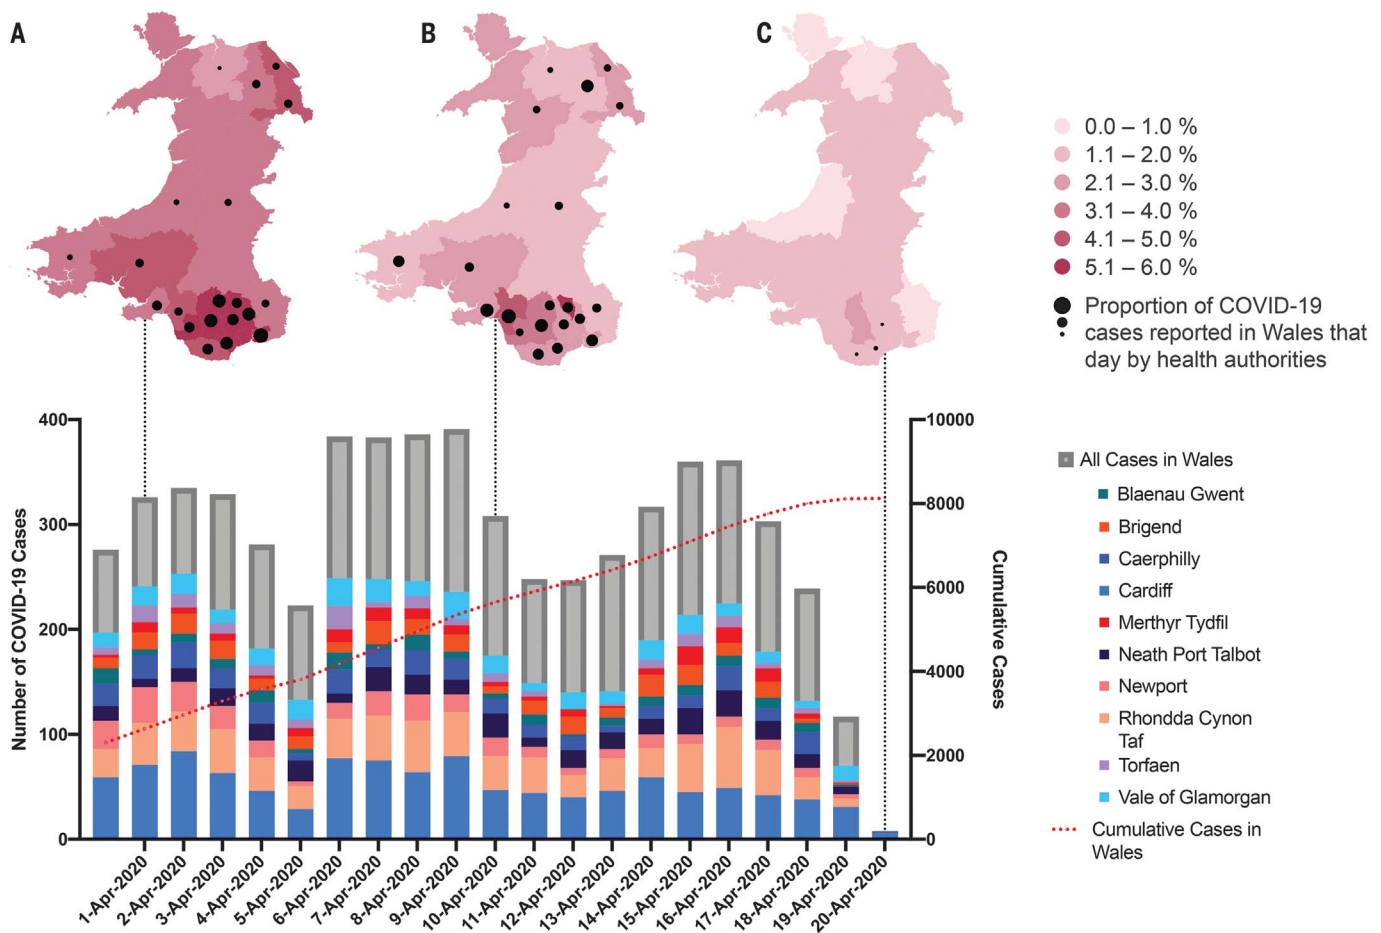 A
B
C
0.0 – 1.0 %
1.1 – 2.0 %
2.1 – 3.0 %
3.1 – 4.0 %
4.1 – 5.0 %
5.1 – 6.0 %
Proportion of COVID-19
cases reported in Wales that
day by health authorities
400
300
200
100
0
Number of COVID-19 Cases
10000
8000
6000
4000
2000
0
Cumulative Cases
1-Apr-2020
2-Apr-2020
3-Apr-2020
4-Apr-2020
5-Apr-2020
6-Apr-2020
7-Apr-2020
8-Apr-2020
9-Apr-2020
10-Apr-2020
11-Apr-2020
12-Apr-2020
13-Apr-2020
14-Apr-2020
15-Apr-2020
16-Apr-2020
17-Apr-2020
18-Apr-2020
19-Apr-2020
20-Apr-2020
All Cases in Wales
Blaenau Gwent
Brigend
Caerphilly
Cardiff
Merthyr Tydfil
Neath Port Talbot
Newport
Rhondda Cynon
Taf
Torfaen
Vale of Glamorgan
Cumulative Cases in
Wales